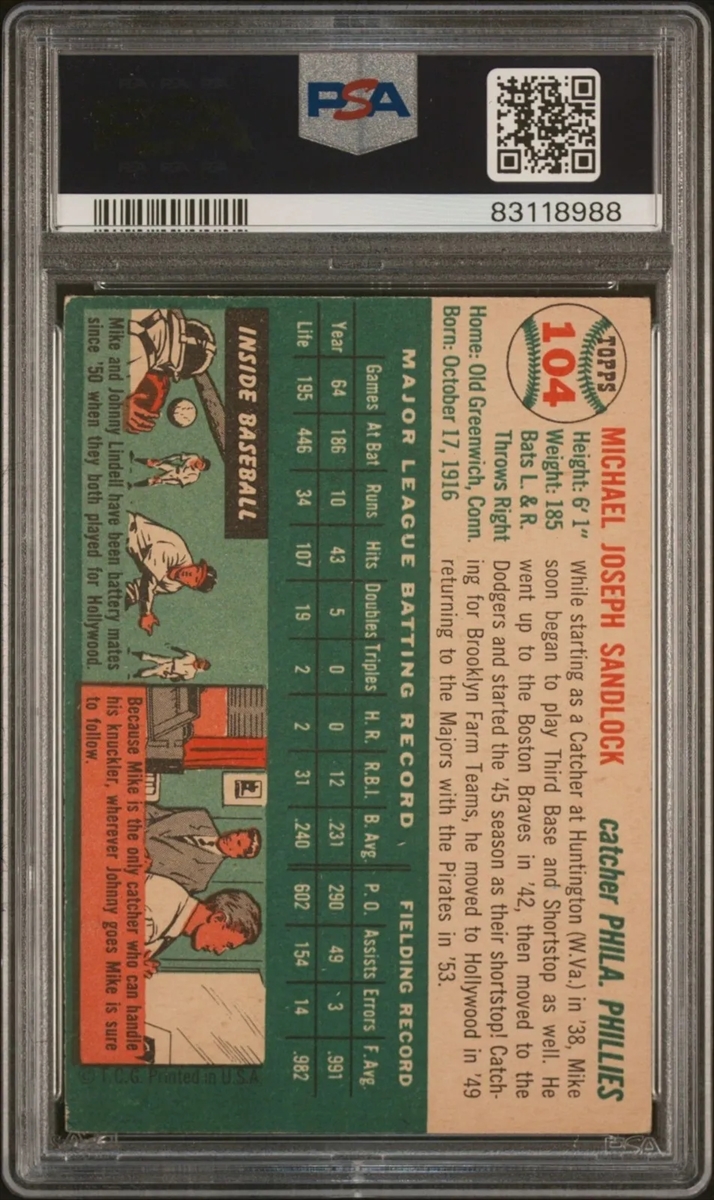 PSA
83118988
TOPPS
104
MICHAEL JOSEPH SANDLOCK
catcher PHILA. PHILLIES
Height: 6' 1"
Weight: 185
Bats L. & R.
Throws Right
Home: Old Greenwich, Conn.
Born: October 17, 1916
While starting as a Catcher at Huntington (W.Va.) in '38, Mike
soon began to play Third Base and Shortstop as well. He
went up to the Boston Braves in '42, then moved to the
Dodgers and started the '45 season as their shortstop! Catch-
ing for Brooklyn Farm Teams, he moved to Hollywood in '49
returning to the Majors with the Pirates in '53.
MAJOR LEAGUE BATTING RECORD FIELDING RECORD
Games At Bat Runs Hits Doubles Triples H. R. R.B.I. B. Avg. P. O. Assists Errors F. Avg.
Year 64 186 10 43 5 0 0 12 .231 290 49 3 .991
Life 195 446 34 107 19 2 2 31 .240 602 154 14 .982
INSIDE BASEBALL
Mike and Johnny Lindell have been battery mates
since '50 when they both played for Hollywood.
Because Mike is the only catcher who can handle
his knuckler, wherever Johnny goes Mike is sure
to follow.
© T.C.G. Printed in U.S.A.
PSA